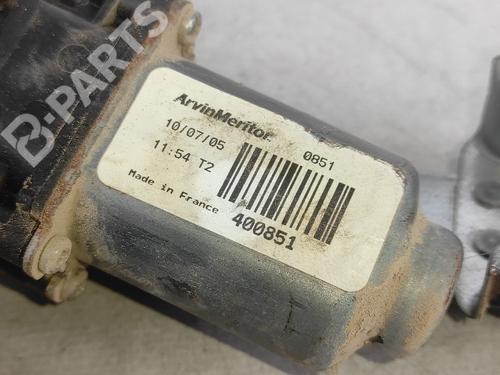 B-PARTS
ArvinMeritor
10/07/05 0851
11:54 T2
Made in France 400851